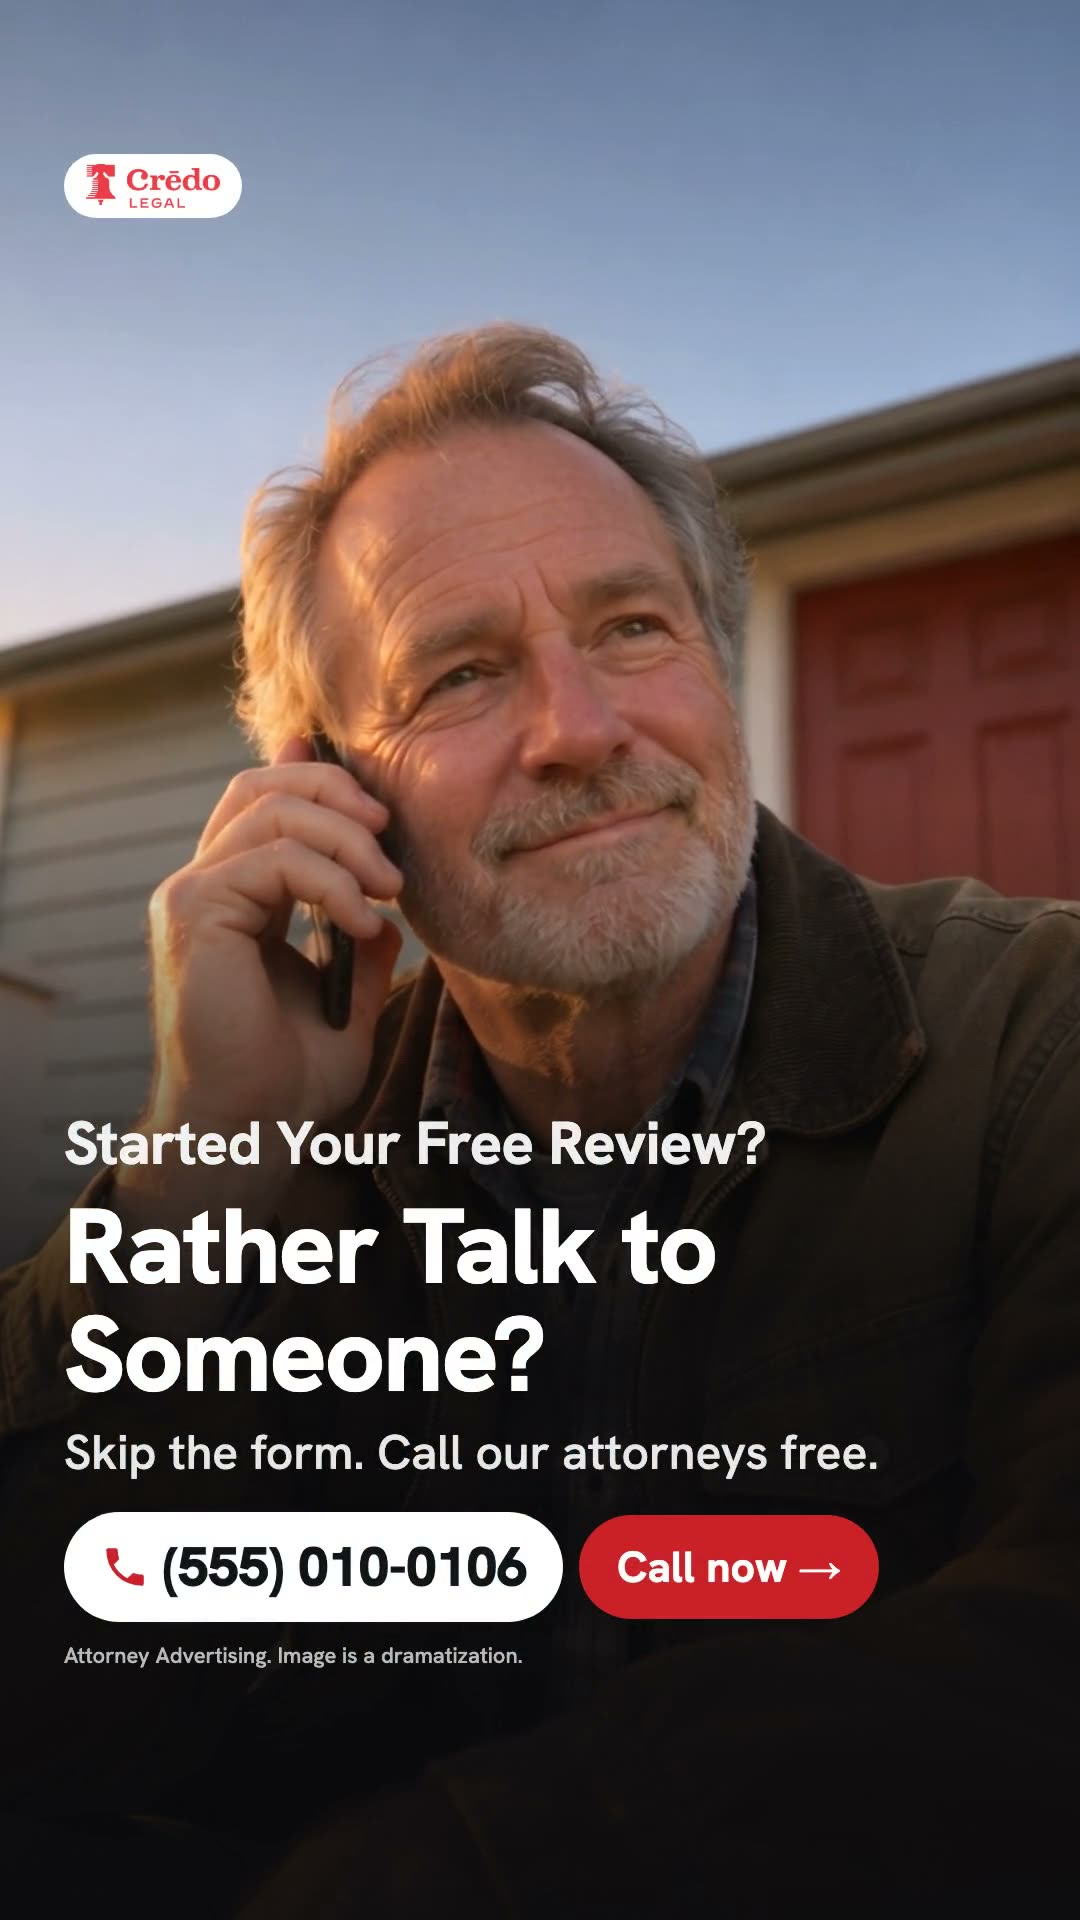 Crēdo
LEGAL
Started Your Free Review?
Rather Talk to
Someone?
Skip the form. Call our attorneys free.
(555) 010-0106
Call now →
Attorney Advertising. Image is a dramatization.